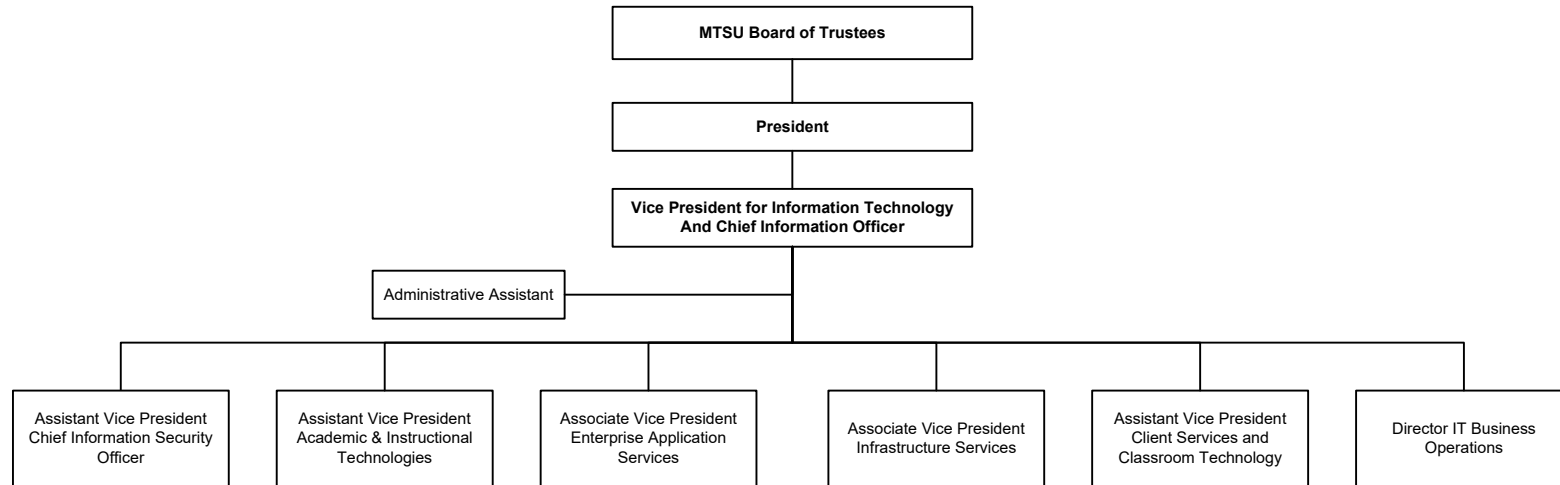 MTSU Board of Trustees
President
Vice President for Information Technology
And Chief Information Officer
Administrative Assistant
Assistant Vice President
Chief Information Security
Officer
Assistant Vice President
Academic & Instructional
Technologies
Associate Vice President
Enterprise Application
Services
Associate Vice President
Infrastructure Services
Assistant Vice President
Client Services and
Classroom Technology
Director IT Business
Operations